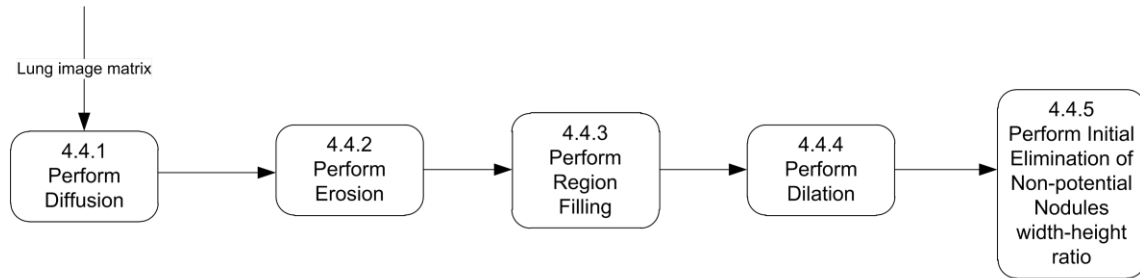 Lung image matrix
4.4.1
Perform
Diffusion
4.4.2
Perform
Erosion
4.4.3
Perform
Region
Filling
4.4.4
Perform
Dilation
4.4.5
Perform Initial
Elimination of
Non-potential
Nodules
width-height
ratio